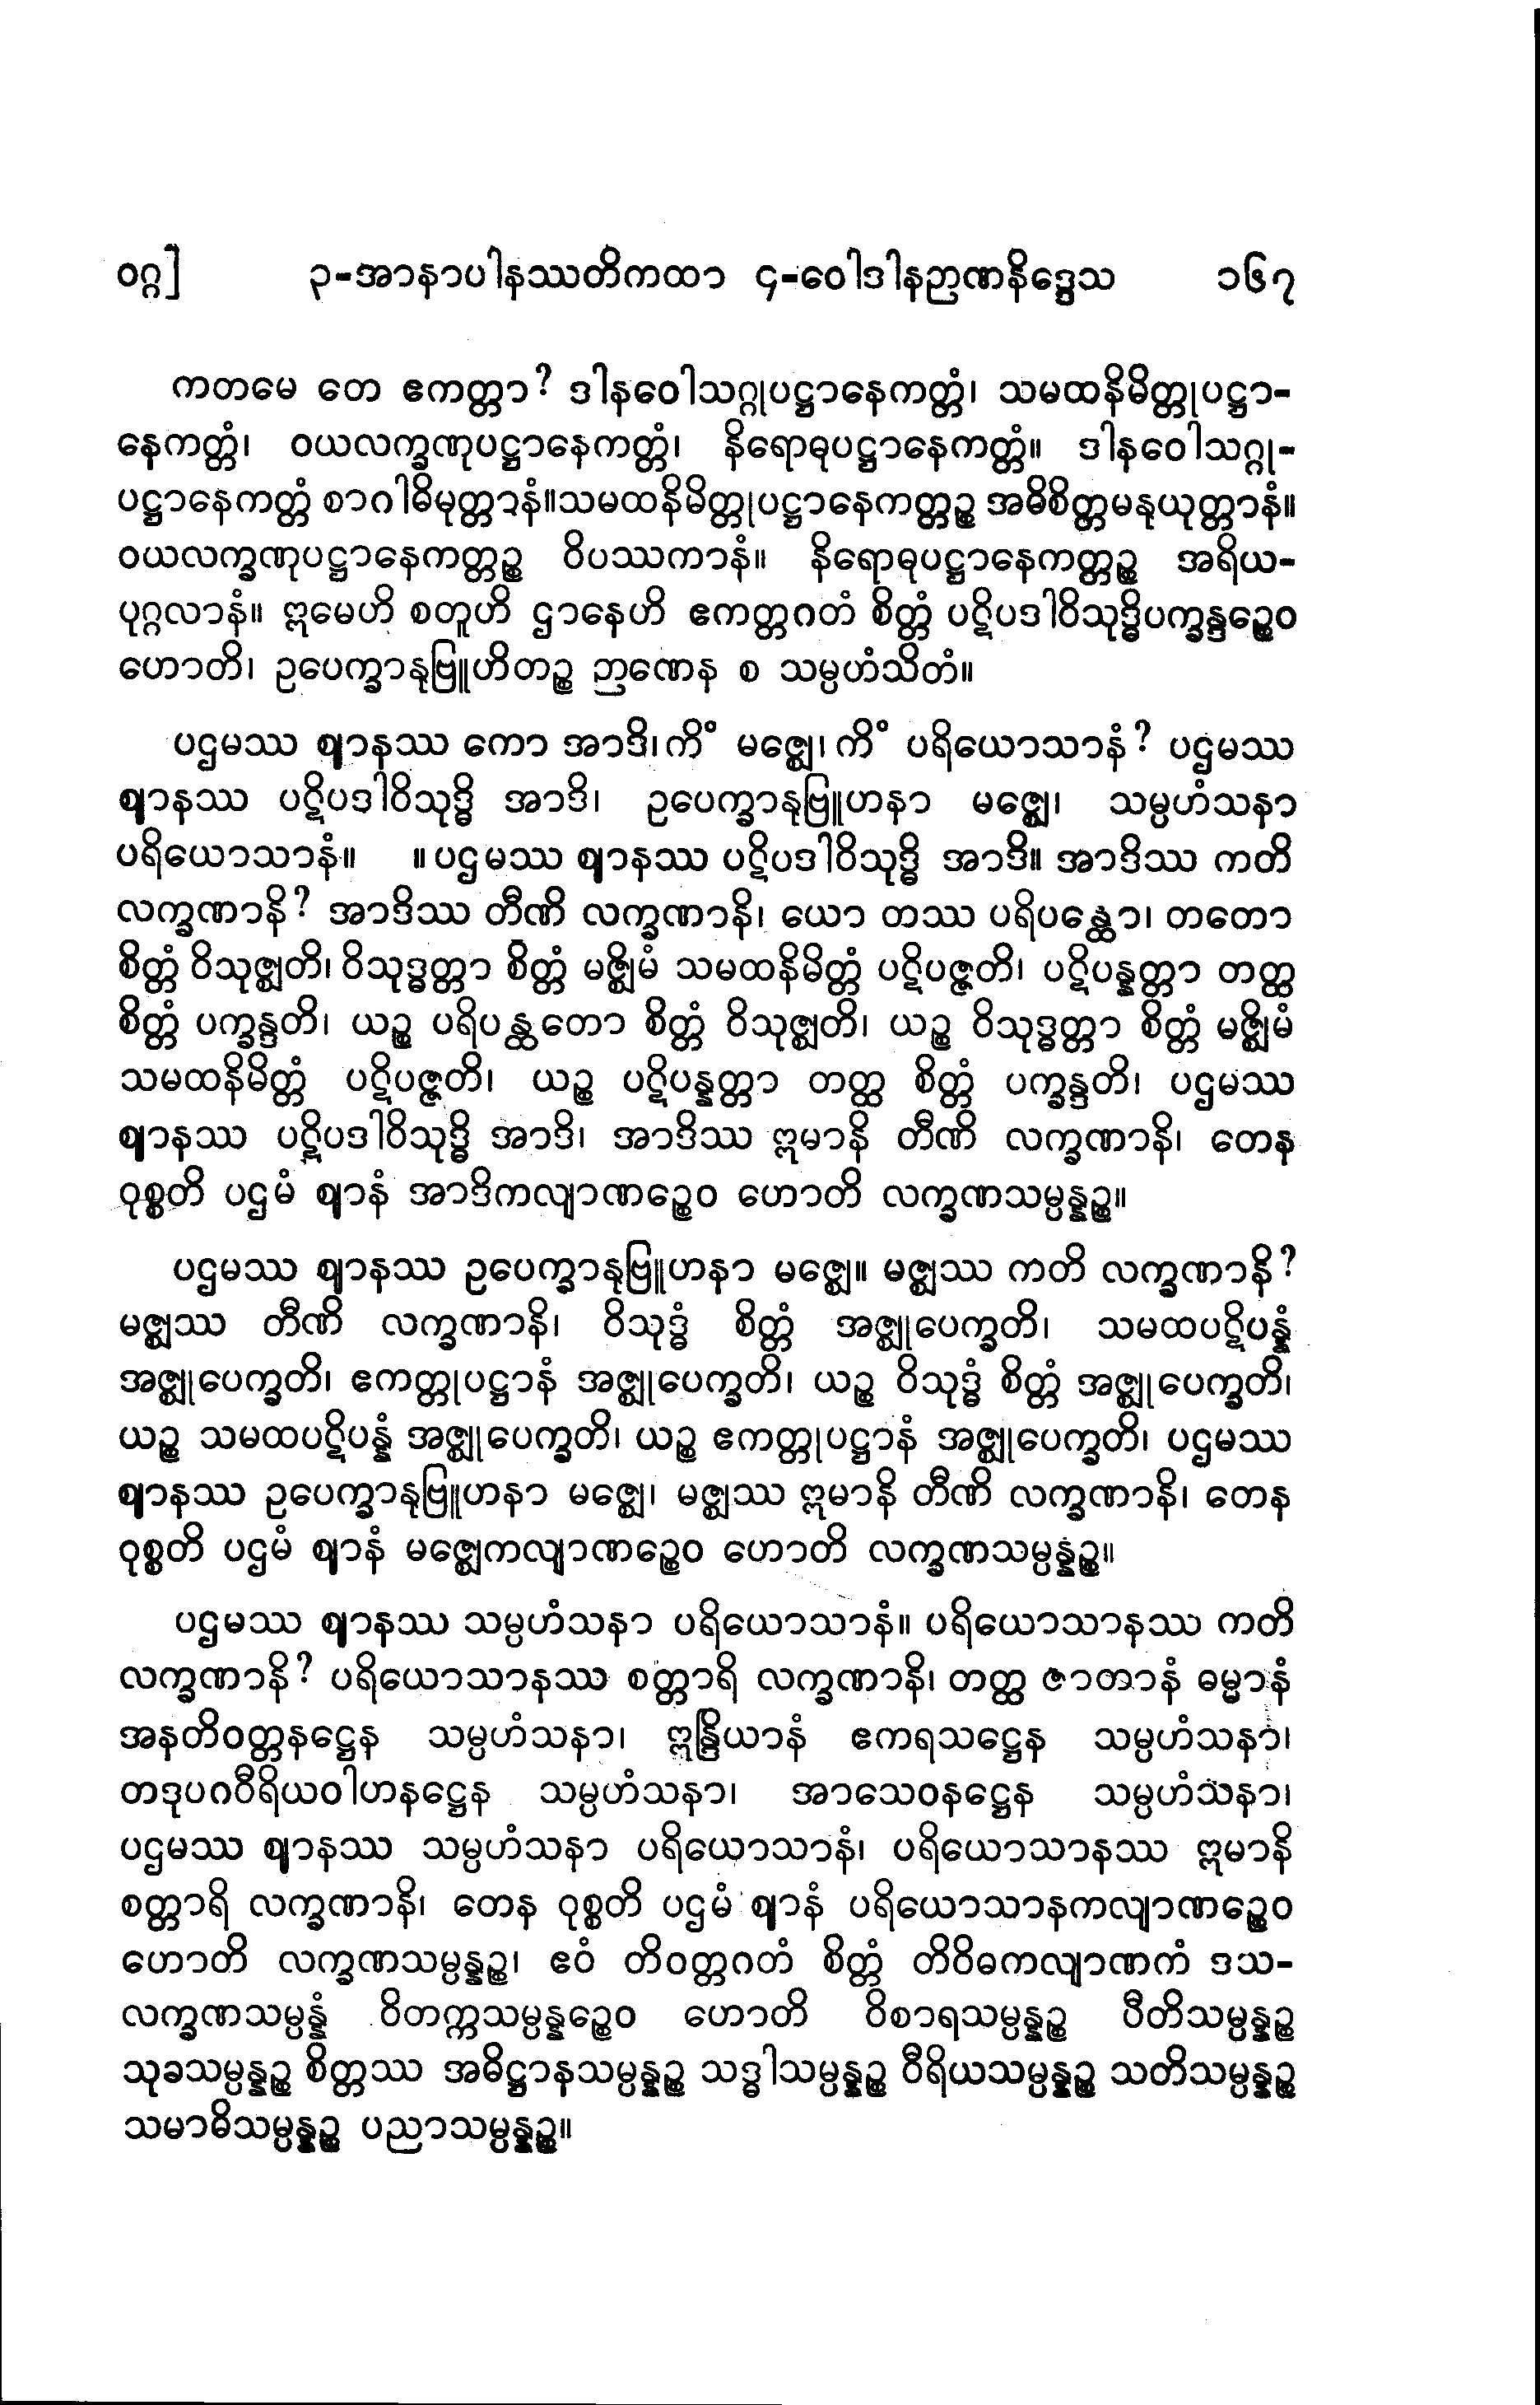 ဝဂ္ဂ] ၃-အာနာပါနဿတိကထာ ၄-ဝေါဒါနဉာဏနိဒ္ဒေသ ၁၆၇
ကတမေ တေ ဧကတ္တာ? ဒါနဝေါသဂ္ဂုပဋ္ဌာနေကတ္တံ၊ သမထနိမိတ္တုပဋ္ဌာ-
နေကတ္တံ၊ ဝယလက္ခဏုပဋ္ဌာနေကတ္တံ၊ နိရောဓုပဋ္ဌာနေကတ္တံ။ ဒါနဝေါသဂ္ဂု-
ပဋ္ဌာနေကတ္တံ စာဂါဓိမုတ္တာနံ။သမထနိမိတ္တုပဋ္ဌာနေကတ္တဉ္စ အဓိစိတ္တမနုယုတ္တာနံ။
ဝယလက္ခဏုပဋ္ဌာနေကတ္တဉ္စ ဝိပဿကာနံ။ နိရောဓုပဋ္ဌာနေကတ္တဉ္စ အရိယ-
ပုဂ္ဂလာနံ။ ဣမေဟိ စတူဟိ ဌာနေဟိ ဧကတ္တဂတံ စိတ္တံ ပဋိပဒါဝိသုဒ္ဓိပက္ခန္ဒဉ္စေဝ
ဟောတိ၊ ဥပေက္ခာနုဗြူဟိတဉ္စ ဉာဏေန စ သမ္ပဟံသိတံ။
ပဌမဿ ဈာနဿ ကော အာဒိ၊ကိံ မဇ္ဈေ၊ကိံ ပရိယောသာနံ? ပဌမဿ
ဈာနဿ ပဋိပဒါဝိသုဒ္ဓိ အာဒိ၊ ဥပေက္ခာနုဗြူဟနာ မဇ္ဈေ၊ သမ္ပဟံသနာ
ပရိယောသာနံ။ ။ပဌမဿ ဈာနဿ ပဋိပဒါဝိသုဒ္ဓိ အာဒိ။ အာဒိဿ ကတိ
လက္ခဏာနိ? အာဒိဿ တီဏိ လက္ခဏာနိ၊ ယော တဿ ပရိပန္ထော၊ တတော
စိတ္တံ ဝိသုဇ္ဈတိ၊ ဝိသုဒ္ဓတ္တာ စိတ္တံ မဇ္ဈိမံ သမထနိမိတ္တံ ပဋိပဇ္ဇတိ၊ ပဋိပန္နတ္တာ တတ္ထ
စိတ္တံ ပက္ခန္ဒတိ၊ ယဉ္စ ပရိပန္ထတော စိတ္တံ ဝိသုဇ္ဈတိ၊ ယဉ္စ ဝိသုဒ္ဓတ္တာ စိတ္တံ မဇ္ဈိမံ
သမထနိမိတ္တံ ပဋိပဇ္ဇတိ၊ ယဉ္စ ပဋိပန္နတ္တာ တတ္ထ စိတ္တံ ပက္ခန္ဒတိ၊ ပဌမဿ
ဈာနဿ ပဋိပဒါဝိသုဒ္ဓိ အာဒိ၊ အာဒိဿ ဣမာနိ တီဏိ လက္ခဏာနိ၊ တေန
ဝုစ္စတိ ပဌမံ ဈာနံ အာဒိကလျာဏဉ္စေဝ ဟောတိ လက္ခဏသမ္ပန္နဉ္စ။
ပဌမဿ ဈာနဿ ဥပေက္ခာနုဗြူဟနာ မဇ္ဈေ။ မဇ္ဈဿ ကတိ လက္ခဏာနိ?
မဇ္ဈဿ တီဏိ လက္ခဏာနိ၊ ဝိသုဒ္ဓံ စိတ္တံ အဇ္ဈုပေက္ခတိ၊ သမထပဋိပန္နံ
အဇ္ဈုပေက္ခတိ၊ ဧကတ္တုပဋ္ဌာနံ အဇ္ဈုပေက္ခတိ၊ ယဉ္စ ဝိသုဒ္ဓံ စိတ္တံ အဇ္ဈုပေက္ခတိ၊
ယဉ္စ သမထပဋိပန္နံ အဇ္ဈုပေက္ခတိ၊ ယဉ္စ ဧကတ္တုပဋ္ဌာနံ အဇ္ဈုပေက္ခတိ၊ ပဌမဿ
ဈာနဿ ဥပေက္ခာနုဗြူဟနာ မဇ္ဈေ၊ မဇ္ဈဿ ဣမာနိ တီဏိ လက္ခဏာနိ၊ တေန
ဝုစ္စတိ ပဌမံ ဈာနံ မဇ္ဈေကလျာဏဉ္စေဝ ဟောတိ လက္ခဏသမ္ပန္နံဉ္စ။
ပဌမဿ ဈာနဿ သမ္ပဟံသနာ ပရိယောသာနံ။ ပရိယောသာနဿ ကတိ
လက္ခဏာနိ? ပရိယောသာနဿ စတ္တာရိ လက္ခဏာနိ၊ တတ္ထ ဇာတာနံ ဓမ္မာနံ
အနတိဝတ္တနဋ္ဌေန သမ္ပဟံသနာ၊ ဣန္ဒြိယာနံ ဧကရသဋ္ဌေန သမ္ပဟံသနာ၊
တဒုပဂဝီရိယဝါဟနဋ္ဌေန သမ္ပဟံသနာ၊ အာသေဝနဋ္ဌေန သမ္ပဟံသနာ၊
ပဌမဿ ဈာနဿ သမ္ပဟံသနာ ပရိယောသာနံ၊ ပရိယောသာနဿ ဣမာနိ
စတ္တာရိ လက္ခဏာနိ၊ တေန ဝုစ္စတိ ပဌမံ ဈာနံ ပရိယောသာနကလျာဏဉ္စေဝ
ဟောတိ လက္ခဏသမ္ပန္နဉ္စ၊ ဧဝံ တိဝတ္တဂတံ စိတ္တံ တိဝိဓကလျာဏကံ ဒသ-
လက္ခဏသမ္ပန္နံ ဝိတက္ကသမ္ပန္နဉ္စေဝ ဟောတိ ဝိစာရသမ္ပန္နဉ္စ ပီတိသမ္ပန္နဉ္စ
သုခသမ္ပန္နဉ္စ စိတ္တဿ အဓိဋ္ဌာနသမ္ပန္နဉ္စ သဒ္ဓါသမ္ပန္နဉ္စ ဝီရိယသမ္ပန္နဉ္စ သတိသမ္ပန္နဉ္စ
သမာဓိသမ္ပန္နဉ္စ ပညာသမ္ပန္နဉ္စ။